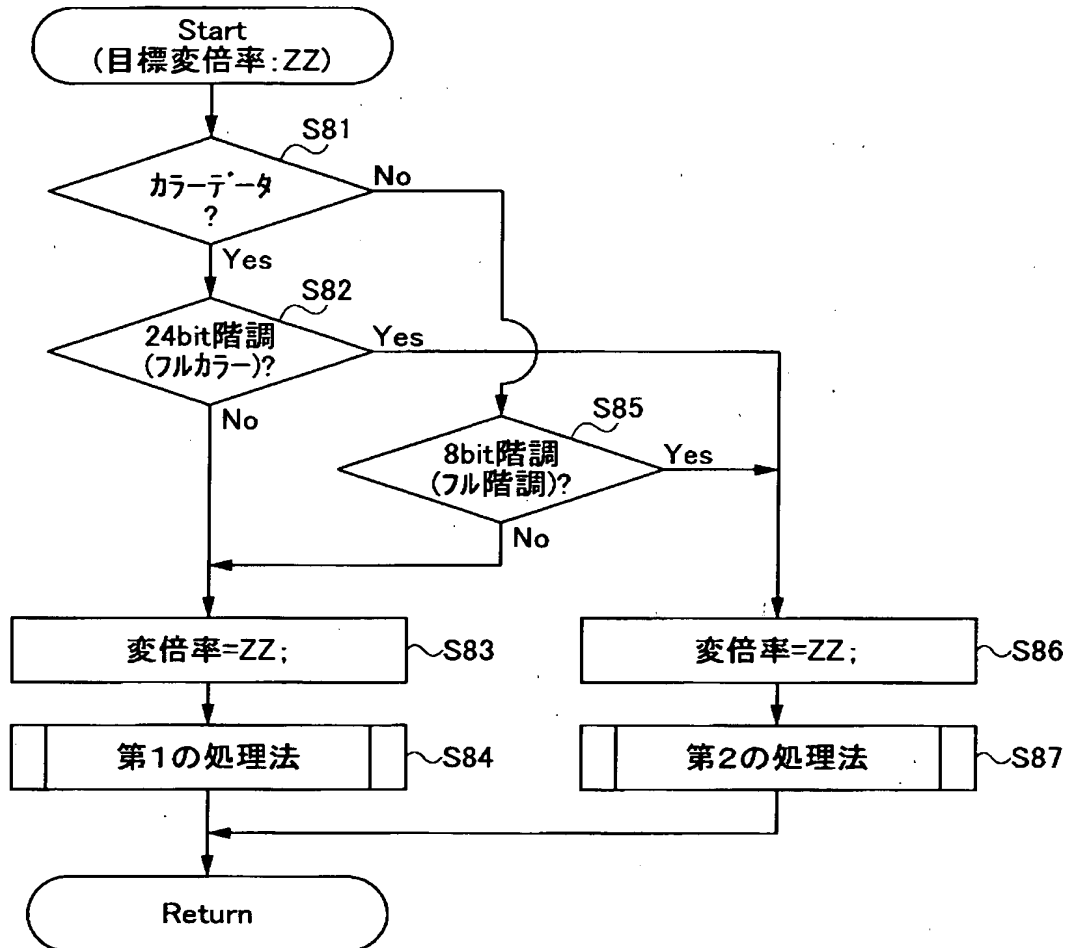 Start
(目標変倍率:ZZ)
S81
カラーデータ
?
No
Yes
S82
24bit階調
(フルカラー)?
Yes
No
S85
8bit階調
(フル階調)?
Yes
No
変倍率=ZZ;
S83
変倍率=ZZ;
S86
第1の処理法
S84
第2の処理法
S87
Return